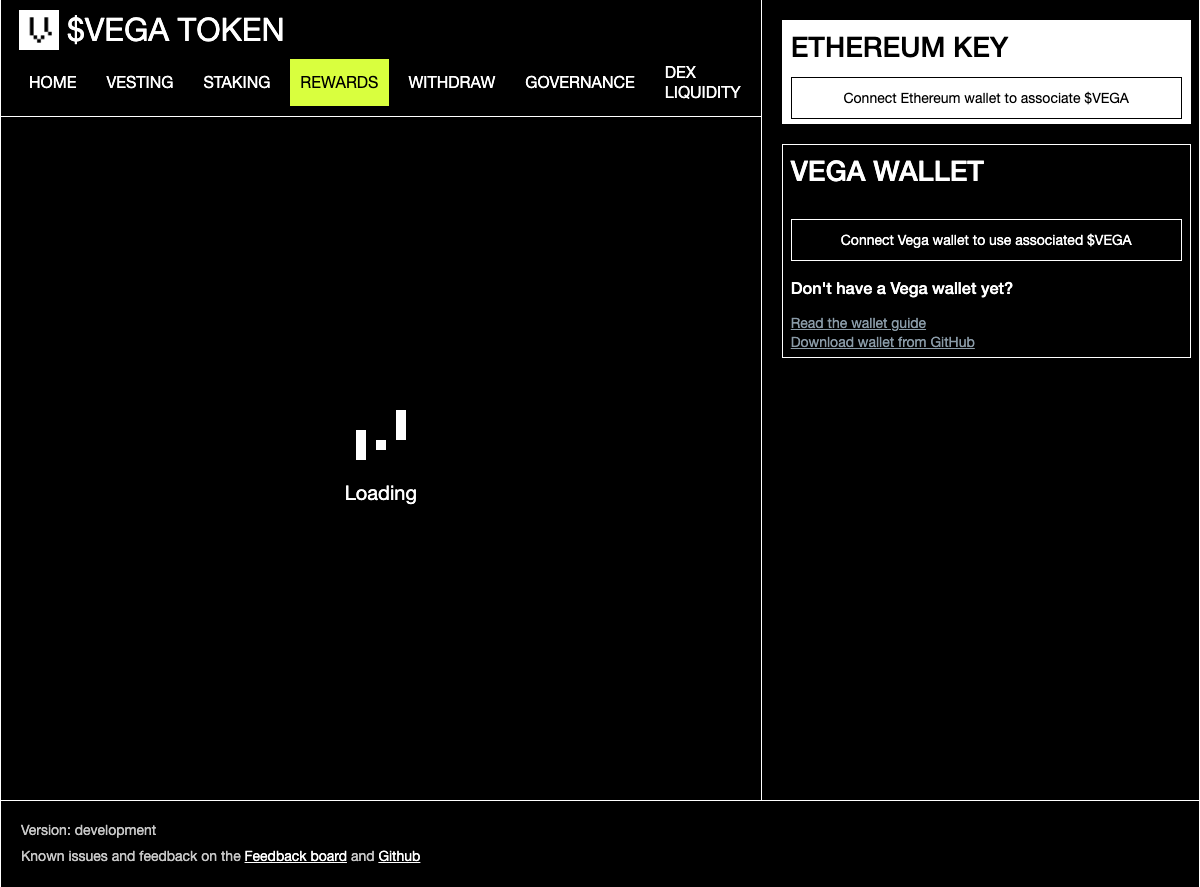 $VEGA TOKEN
HOME VESTING STAKING REWARDS WITHDRAW GOVERNANCE DEX LIQUIDITY
ETHEREUM KEY
Connect Ethereum wallet to associate $VEGA
VEGA WALLET
Connect Vega wallet to use associated $VEGA
Don't have a Vega wallet yet?
Read the wallet guide
Download wallet from GitHub
Loading
Version: development
Known issues and feedback on the Feedback board and Github